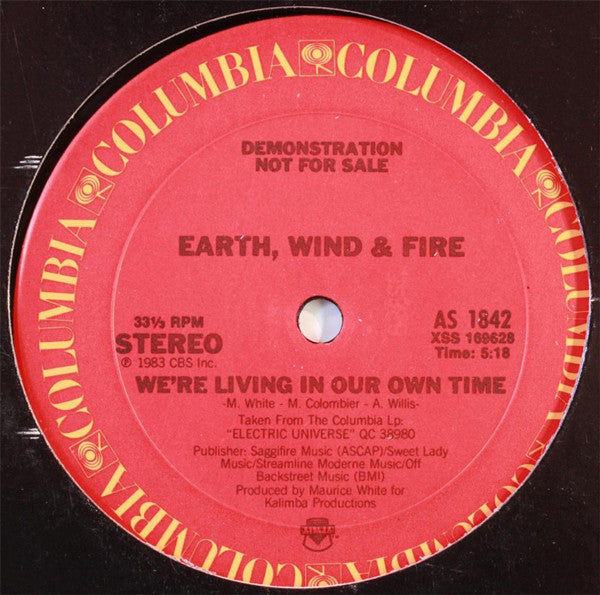 COLUMBIA COLUMBIA COLUMBIA COLUMBIA COLUMBIA COLUMBIA
DEMONSTRATION
NOT FOR SALE
EARTH, WIND & FIRE
33⅓ RPM
STEREO
℗ 1983 CBS Inc.
AS 1842
XSS 169628
Time: 5:18
WE'RE LIVING IN OUR OWN TIME
-M. White - M. Colombier - A. Willis-
Taken From The Columbia Lp:
"ELECTRIC UNIVERSE" QC 38980
Publisher: Saggifire Music (ASCAP)/Sweet Lady
Music/Streamline Moderne Music/Off
Backstreet Music (BMI)
Produced by Maurice White for
Kalimba Productions